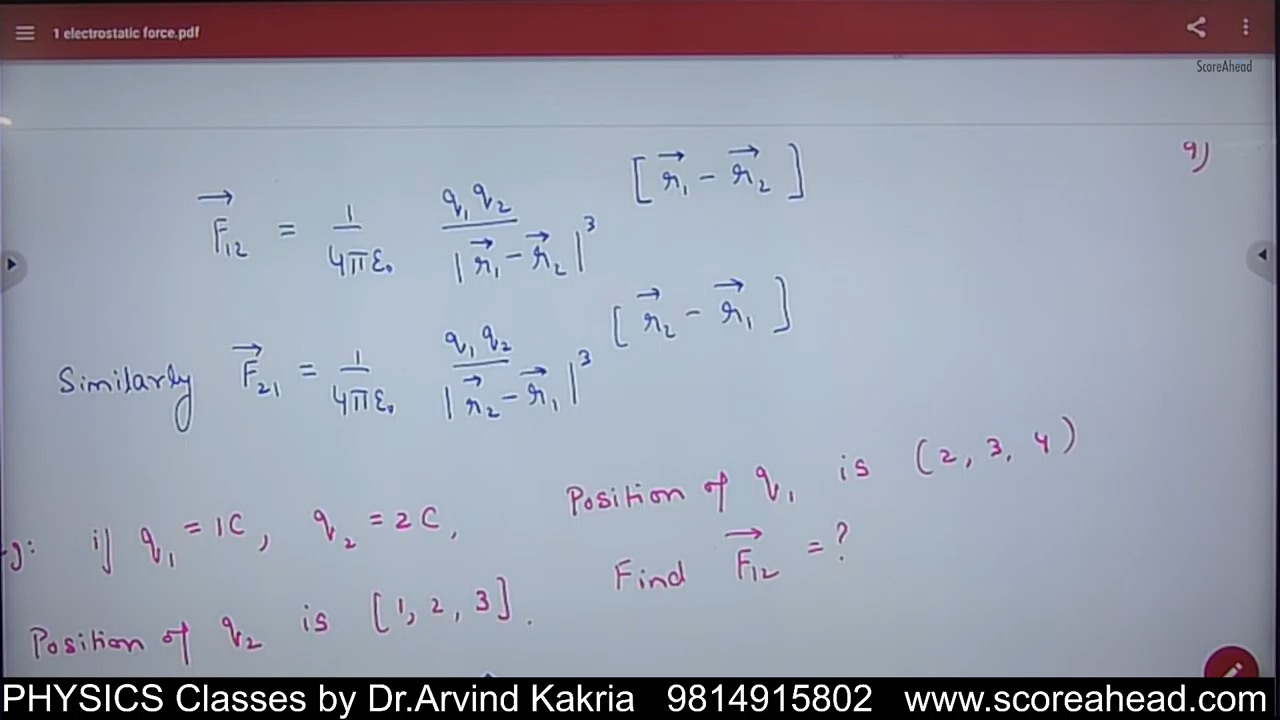 1 electrostatic force.pdf
ScoreAhead
9)
F₁₂→ = 1/4πε₀ q₁q₂/|r₁→ - r₂→|³ [r₁→ - r₂→]
Similarly F₂₁→ = 1/4πε₀ q₁q₂/|r₂→ - r₁→|³ [r₂→ - r₁→]
g: if q₁ = 1C, q₂ = 2C, Position of q₁ is (2, 3, 4)
Position of q₂ is [1, 2, 3]. Find F₁₂→ = ?
PHYSICS Classes by Dr.Arvind Kakria 9814915802 www.scoreahead.com